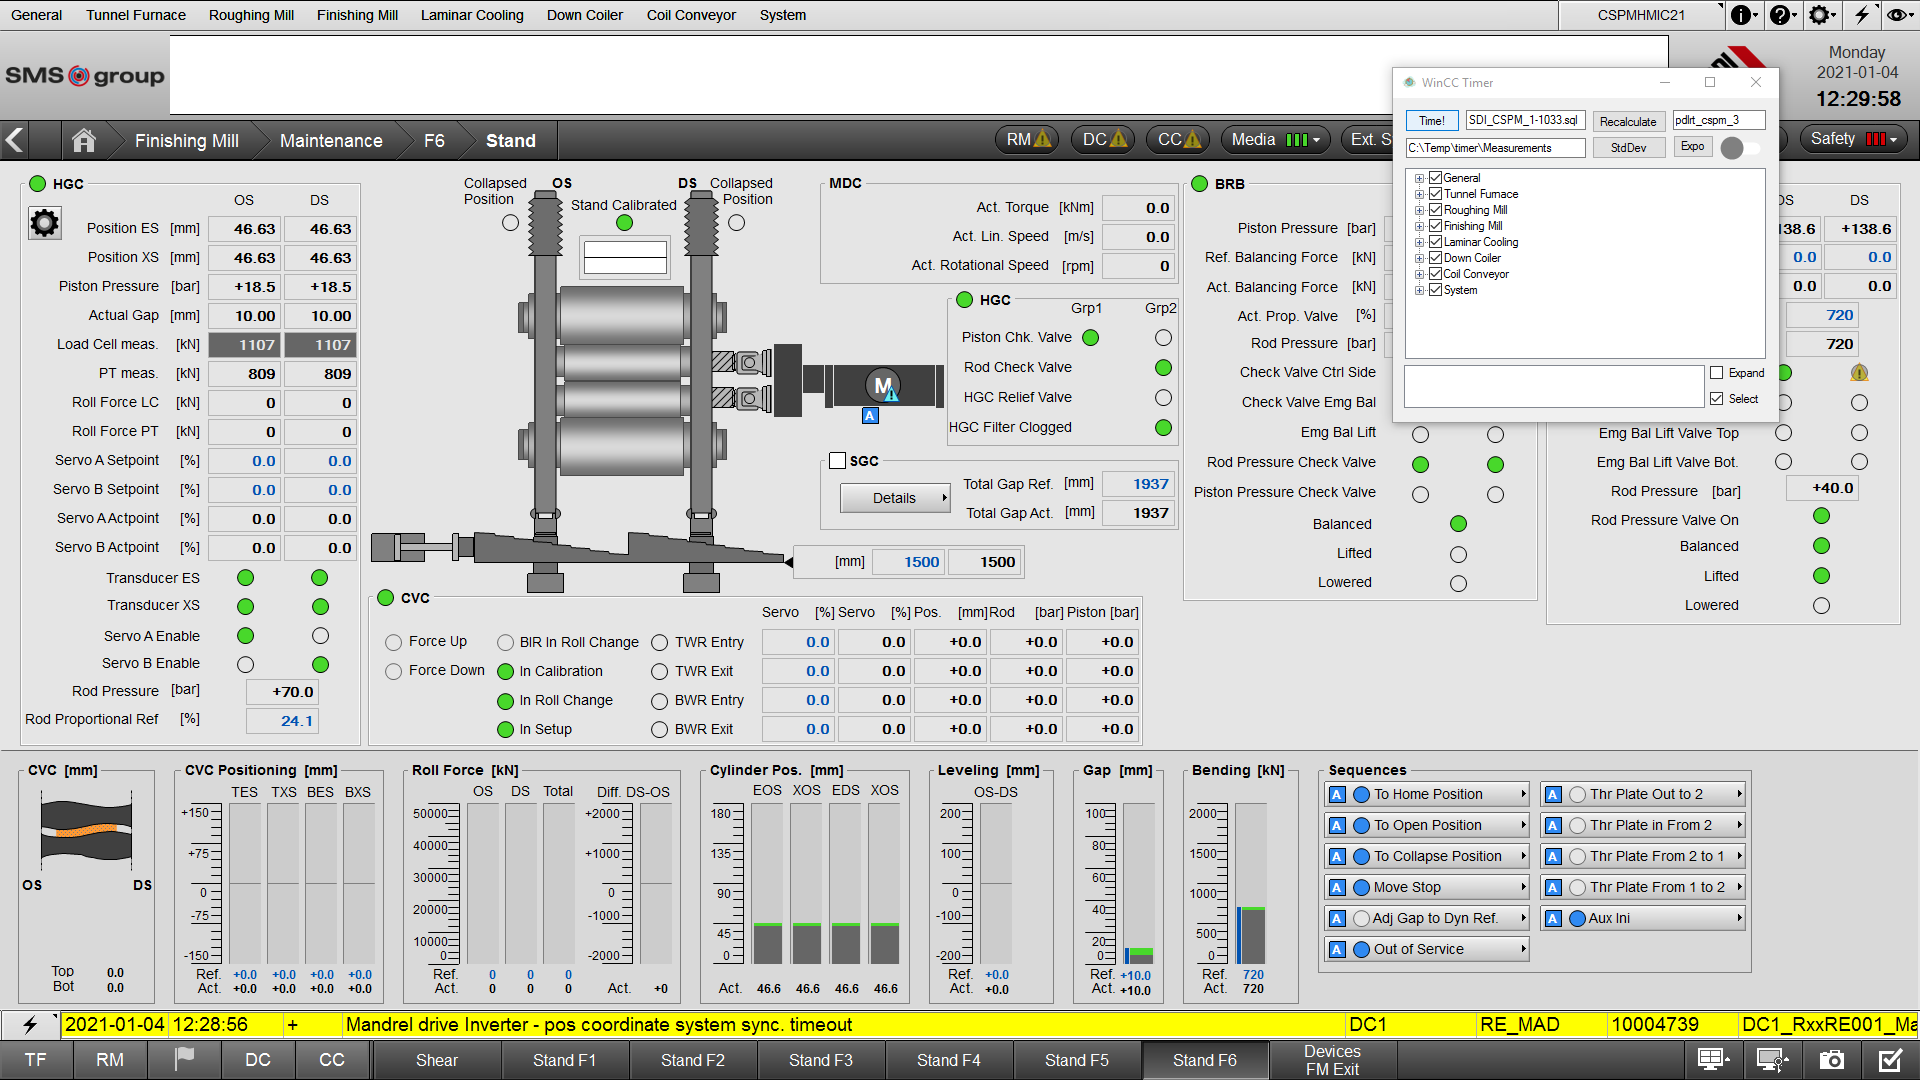 General Tunnel Furnace Roughing Mill Finishing Mill Laminar Cooling Down Coiler Coil Conveyor System CSPMHMIC21
SMS group
Monday
2021-01-04
12:29:58
Finishing Mill Maintenance F6 Stand RM DC CC Media Ext. S Safety
WinCC Timer
Time! SDI_CSPM_1-1033.sql Recalculate pdlrt_cspm_3
C:\Temp\timer\Measurements StdDev Expo
General
Tunnel Furnace
Roughing Mill
Finishing Mill
Laminar Cooling
Down Coiler
Coil Conveyor
System
Expand
Select
HGC
OS DS
Position ES [mm] 46.63 46.63
Position XS [mm] 46.63 46.63
Piston Pressure [bar] +18.5 +18.5
Actual Gap [mm] 10.00 10.00
Load Cell meas. [kN] 1107 1107
PT meas. [kN] 809 809
Roll Force LC [kN] 0 0
Roll Force PT [kN] 0 0
Servo A Setpoint [%] 0.0 0.0
Servo B Setpoint [%] 0.0 0.0
Servo A Actpoint [%] 0.0 0.0
Servo B Actpoint [%] 0.0 0.0
Transducer ES
Transducer XS
Servo A Enable
Servo B Enable
Rod Pressure [bar] +70.0
Rod Proportional Ref [%] 24.1
Collapsed Position OS DS Collapsed Position
Stand Calibrated
M
A
[mm] 1500 1500
MDC
Act. Torque [kNm] 0.0
Act. Lin. Speed [m/s] 0.0
Act. Rotational Speed [rpm] 0
HGC
Grp1 Grp2
Piston Chk. Valve
Rod Check Valve
HGC Relief Valve
HGC Filter Clogged
SGC
Details
Total Gap Ref. [mm] 1937
Total Gap Act. [mm] 1937
BRB
Piston Pressure [bar]
Ref. Balancing Force [kN]
Act. Balancing Force [kN]
Act. Prop. Valve [%]
Rod Pressure [bar]
Check Valve Ctrl Side
Check Valve Emg Bal
Emg Bal Lift
Rod Pressure Check Valve
Piston Pressure Check Valve
Balanced
Lifted
Lowered
DS DS
138.6 +138.6
0.0 0.0
0.0 0.0
720
720
Emg Bal Lift Valve Top
Emg Bal Lift Valve Bot.
Rod Pressure [bar] +40.0
Rod Pressure Valve On
Balanced
Lifted
Lowered
CVC
Servo [%] Servo [%] Pos. [mm] Rod [bar] Piston [bar]
Force Up BIR In Roll Change TWR Entry 0.0 0.0 +0.0 +0.0 +0.0
Force Down In Calibration TWR Exit 0.0 0.0 +0.0 +0.0 +0.0
In Roll Change BWR Entry 0.0 0.0 +0.0 +0.0 +0.0
In Setup BWR Exit 0.0 0.0 +0.0 +0.0 +0.0
CVC [mm]
OS DS
Top 0.0
Bot 0.0
CVC Positioning [mm]
TES TXS BES BXS
+150
+75
0
-75
-150
Ref. +0.0 +0.0 +0.0 +0.0
Act. +0.0 +0.0 +0.0 +0.0
Roll Force [kN]
OS DS Total Diff. DS-OS
50000 +2000
40000
30000 +1000
20000 0
-1000
10000
0 -2000
Ref. 0 0 0
Act. 0 0 0 Act. +0
Cylinder Pos. [mm]
EOS XOS EDS XOS
180
135
90
45
0
Act. 46.6 46.6 46.6 46.6
Leveling [mm]
OS-DS
200
100
0
-100
-200
Ref. +0.0
Act. +0.0
Gap [mm]
100
80
60
40
20
0
Ref. +10.0
Act. +10.0
Bending [kN]
2000
1500
1000
500
0
Ref. 720
Act. 720
Sequences
A To Home Position A Thr Plate Out to 2
A To Open Position A Thr Plate in From 2
A To Collapse Position A Thr Plate From 2 to 1
A Move Stop A Thr Plate From 1 to 2
A Adj Gap to Dyn Ref. A Aux Ini
A Out of Service
2021-01-04 12:28:56 + Mandrel drive Inverter - pos coordinate system sync. timeout DC1 RE_MAD 10004739 DC1_RxxRE001_Ma
TF RM DC CC Shear Stand F1 Stand F2 Stand F3 Stand F4 Stand F5 Stand F6 Devices FM Exit